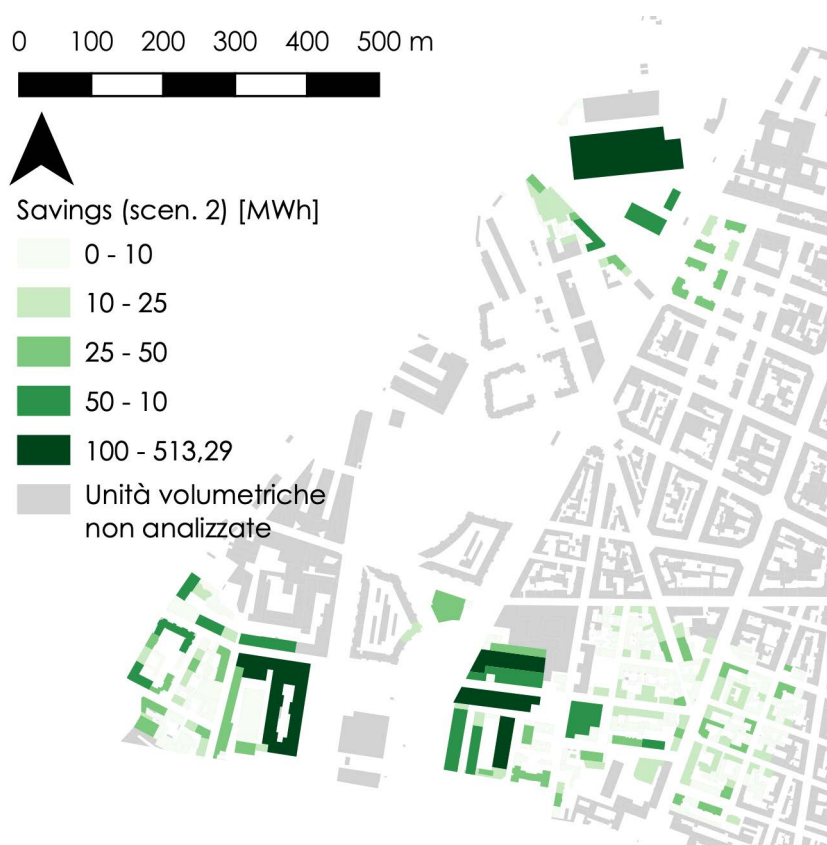 0 100 200 300 400 500 m
Savings (scen. 2) [MWh]
0 - 10
10 - 25
25 - 50
50 - 10
100 - 513,29
Unità volumetriche
non analizzate